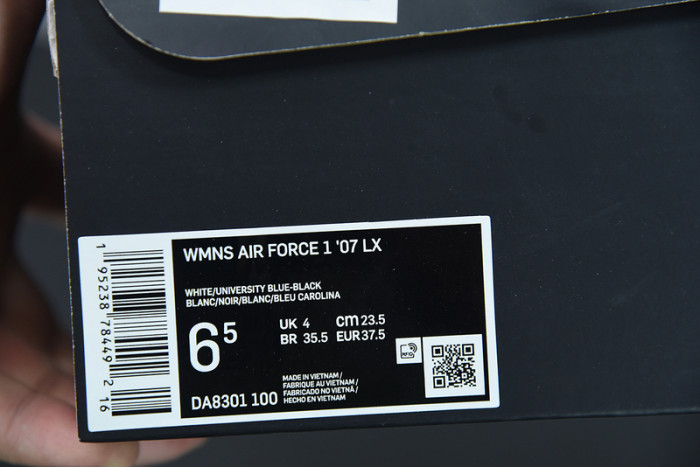 WMNS AIR FORCE 1 '07 LX
WHITE/UNIVERSITY BLUE-BLACK
BLANC/NOIR/BLANC/BLEU CAROLINA
6⁵
UK 4 cm 23.5
BR 35.5 EUR 37.5
MADE IN VIETNAM/
FABRIQUE AU VIETNAM/
FABRICADO NO VIETNÃ/
HECHO EN VIETNAM
DA8301 100
RFID
1 95238 78449 2 16